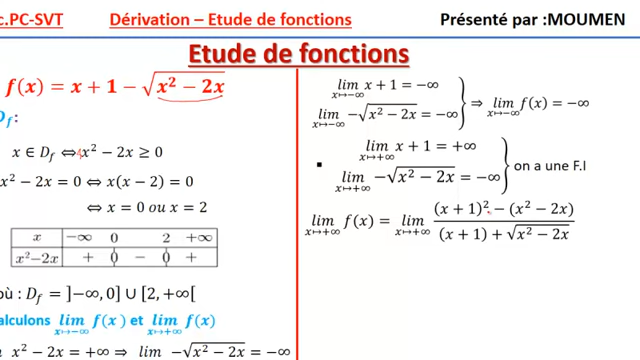 c.PC-SVT
Dérivation – Etude de fonctions
Présenté par :MOUMEN
Etude de fonctions
f(x) = x + 1 − √(x² − 2x)
D_f:
x ∈ D_f ⟺ x² − 2x ≥ 0
x² − 2x = 0 ⇔ x(x − 2) = 0
⇔ x = 0 ou x = 2
x −∞ 0 2 +∞
x²−2x + 0 − 0 +
où : D_f = ]−∞, 0] ∪ [2, +∞[
alculons lim_{x↦−∞} f(x) et lim_{x↦+∞} f(x)
lim x² − 2x = +∞ ⇒ lim −√(x² − 2x) = −∞
lim_{x↦−∞} x + 1 = −∞
lim_{x↦−∞} −√(x² − 2x) = −∞ } ⇒ lim_{x↦−∞} f(x) = −∞
▪ lim_{x↦+∞} x + 1 = +∞
lim_{x↦+∞} −√(x² − 2x) = −∞ } on a une F.I
lim_{x↦+∞} f(x) = lim_{x↦+∞} ((x + 1)² − (x² − 2x)) / ((x + 1) + √(x² − 2x))